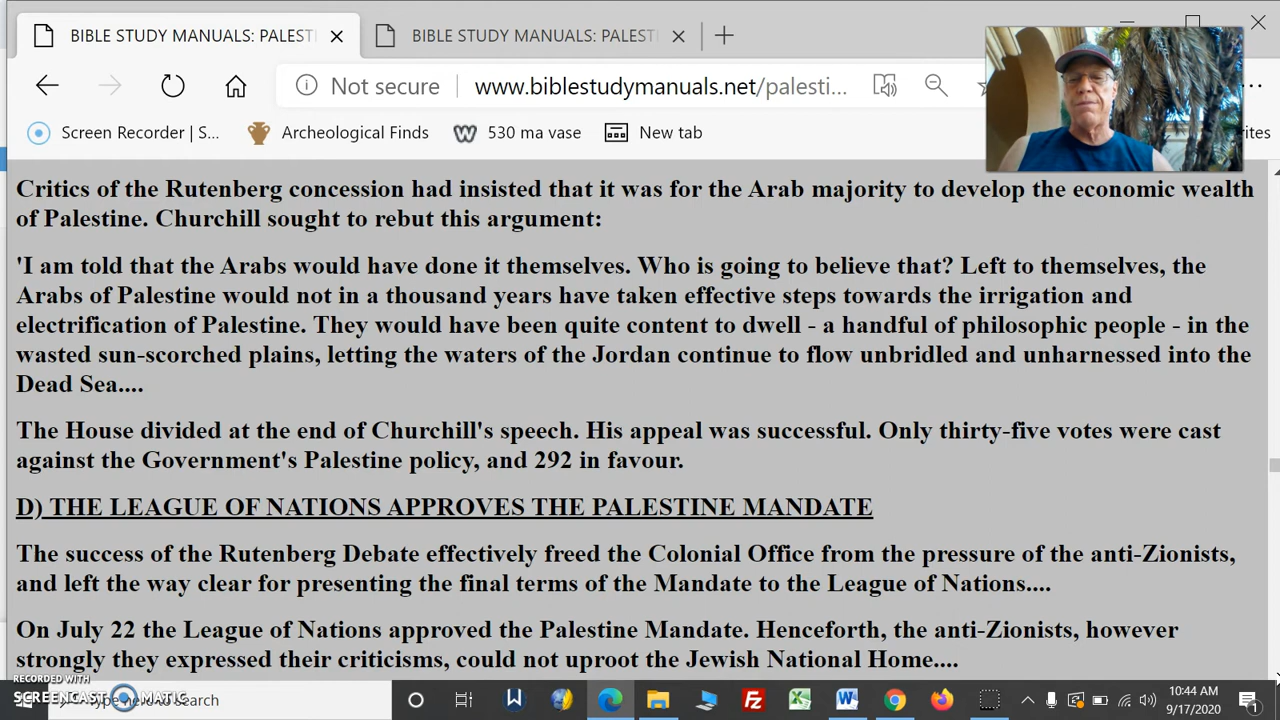 BIBLE STUDY MANUALS: PALEST
BIBLE STUDY MANUALS: PALEST
Not secure
www.biblestudymanuals.net/palesti...
Screen Recorder | S...
Archeological Finds
530 ma vase
New tab
Critics of the Rutenberg concession had insisted that it was for the Arab majority to develop the economic wealth
of Palestine. Churchill sought to rebut this argument:
'I am told that the Arabs would have done it themselves. Who is going to believe that? Left to themselves, the
Arabs of Palestine would not in a thousand years have taken effective steps towards the irrigation and
electrification of Palestine. They would have been quite content to dwell - a handful of philosophic people - in the
wasted sun-scorched plains, letting the waters of the Jordan continue to flow unbridled and unharnessed into the
Dead Sea....
The House divided at the end of Churchill's speech. His appeal was successful. Only thirty-five votes were cast
against the Government's Palestine policy, and 292 in favour.
D) THE LEAGUE OF NATIONS APPROVES THE PALESTINE MANDATE
The success of the Rutenberg Debate effectively freed the Colonial Office from the pressure of the anti-Zionists,
and left the way clear for presenting the final terms of the Mandate to the League of Nations....
On July 22 the League of Nations approved the Palestine Mandate. Henceforth, the anti-Zionists, however
strongly they expressed their criticisms, could not uproot the Jewish National Home....
RECORDED WITH
SCREENCAST MATIC
here to search
10:44 AM
9/17/2020
1